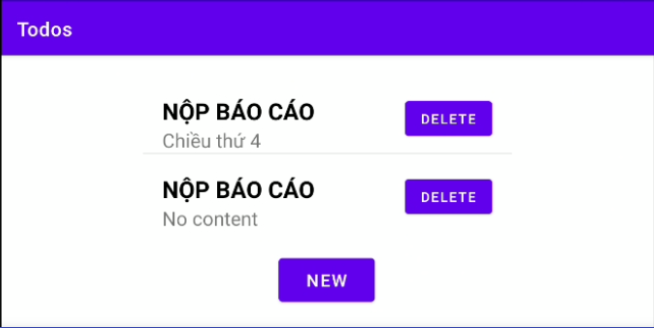 Todos
NỘP BÁO CÁO
DELETE
Chiều thứ 4
NỘP BÁO CÁO
DELETE
No content
NEW